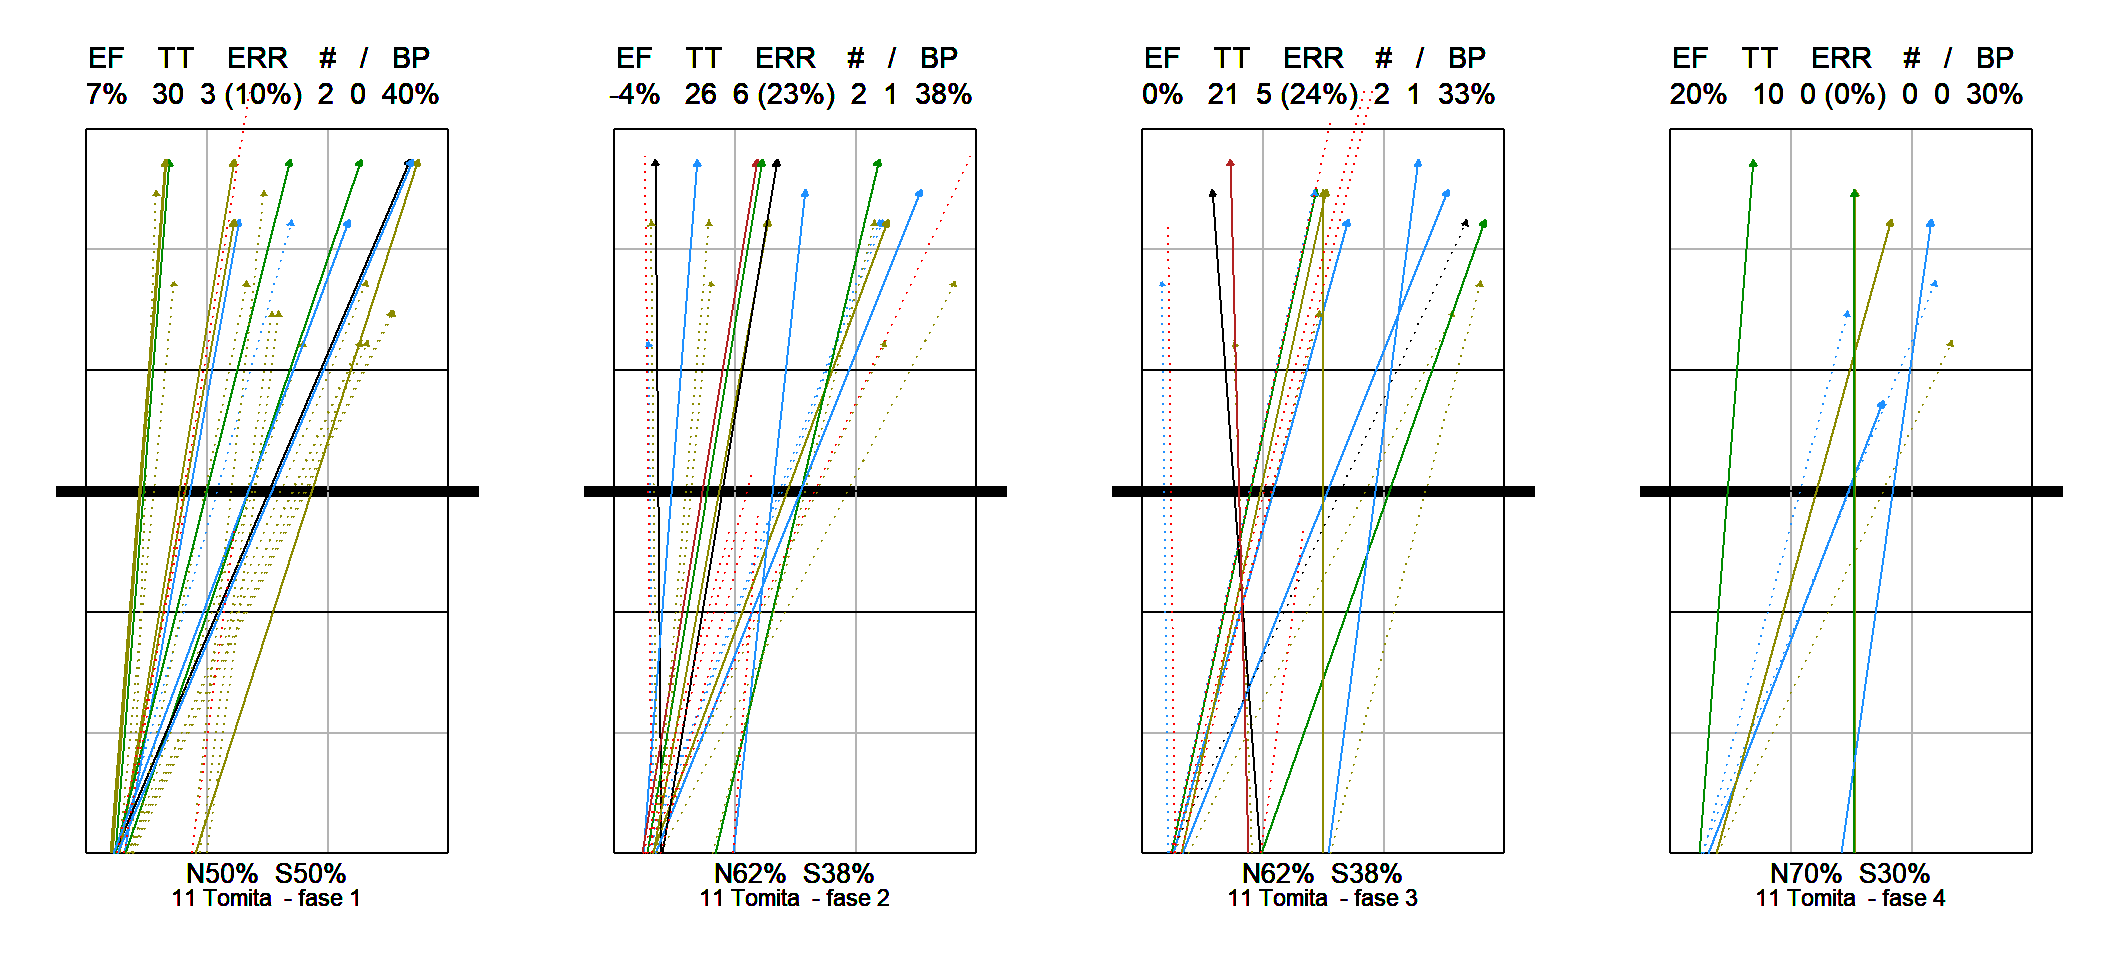 EF TT ERR # / BP
7% 30 3 (10%) 2 0 40%
N50% S50%
11 Tomita - fase 1
EF TT ERR # / BP
-4% 26 6 (23%) 2 1 38%
N62% S38%
11 Tomita - fase 2
EF TT ERR # / BP
0% 21 5 (24%) 2 1 33%
N62% S38%
11 Tomita - fase 3
EF TT ERR # / BP
20% 10 0 (0%) 0 0 30%
N70% S30%
11 Tomita - fase 4